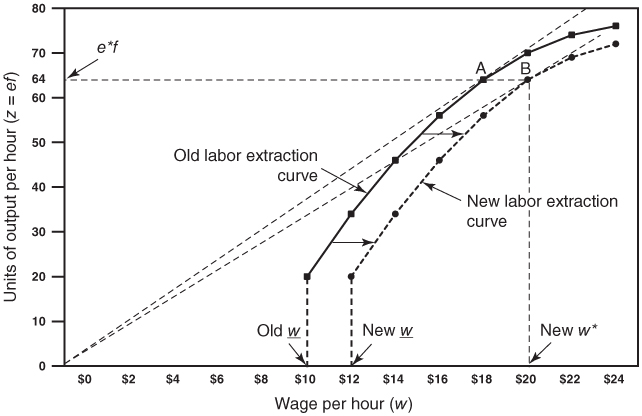 80
70
64
60
50
40
30
20
10
0
Units of output per hour (z = ef)
e*f
A
B
Old labor extraction
curve
New labor extraction
curve
Old w
New w
New w*
$0 $2 $4 $6 $8 $10 $12 $14 $16 $18 $20 $22 $24
Wage per hour (w)